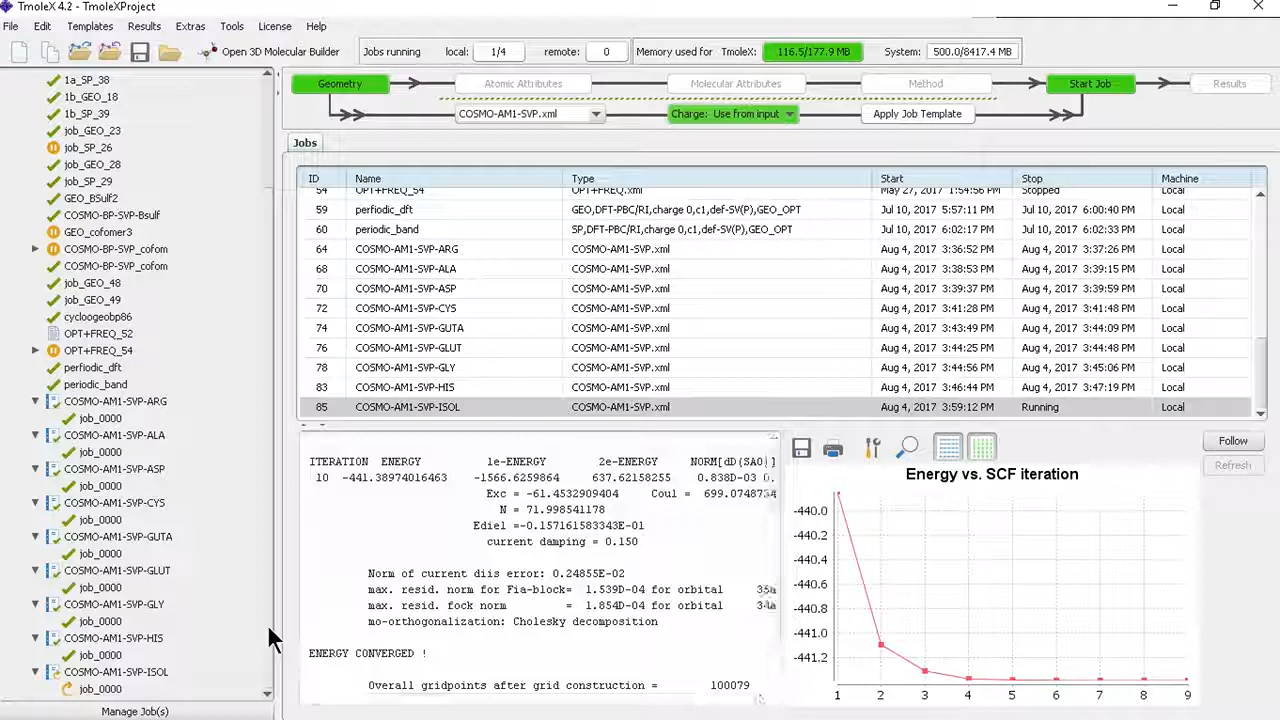 TmoleX 4.2 - TmoleXProject
File Edit Templates Results Extras Tools License Help
Open 3D Molecular Builder Jobs running local: 1/4 remote: 0 Memory used for TmoleX: 116.5/177.9 MB System: 500.0/8417.4 MB
Geometry Atomic Attributes Molecular Attributes Method Start Job Results
COSMO-AM1-SVP.xml Charge: Use from input Apply Job Template
1a_SP_38
1b_GEO_18
1b_SP_39
job_GEO_23
job_SP_26
job_GEO_28
job_SP_29
GEO_BSulf2
COSMO-BP-SVP-Bsulf
GEO_cofomer3
COSMO-BP-SVP_cofom
COSMO-BP-SVP_cofom
job_GEO_48
job_GEO_49
cycloogeobp86
OPT+FREQ_52
OPT+FREQ_54
perfiodic_dft
periodic_band
COSMO-AM1-SVP-ARG
job_0000
COSMO-AM1-SVP-ALA
job_0000
COSMO-AM1-SVP-ASP
job_0000
COSMO-AM1-SVP-CYS
job_0000
COSMO-AM1-SVP-GUTA
job_0000
COSMO-AM1-SVP-GLUT
job_0000
COSMO-AM1-SVP-GLY
job_0000
COSMO-AM1-SVP-HIS
job_0000
COSMO-AM1-SVP-ISOL
job_0000
Manage Job(s)
Jobs
ID Name Type Start Stop Machine
54 OPT+FREQ_54 OPT+FREQ.xml May 27, 2017 1:54:56 PM Stopped Local
59 perfiodic_dft GEO,DFT-PBC/RI,charge 0,c1,def-SV(P),GEO_OPT Jul 10, 2017 5:57:11 PM Jul 10, 2017 6:00:40 PM Local
60 periodic_band SP,DFT-PBC/RI,charge 0,c1,def-SV(P),GEO_OPT Jul 10, 2017 6:02:17 PM Jul 10, 2017 6:02:33 PM Local
64 COSMO-AM1-SVP-ARG COSMO-AM1-SVP.xml Aug 4, 2017 3:36:52 PM Aug 4, 2017 3:37:26 PM Local
68 COSMO-AM1-SVP-ALA COSMO-AM1-SVP.xml Aug 4, 2017 3:38:53 PM Aug 4, 2017 3:39:15 PM Local
70 COSMO-AM1-SVP-ASP COSMO-AM1-SVP.xml Aug 4, 2017 3:39:37 PM Aug 4, 2017 3:39:59 PM Local
72 COSMO-AM1-SVP-CYS COSMO-AM1-SVP.xml Aug 4, 2017 3:41:28 PM Aug 4, 2017 3:41:48 PM Local
74 COSMO-AM1-SVP-GUTA COSMO-AM1-SVP.xml Aug 4, 2017 3:43:49 PM Aug 4, 2017 3:44:09 PM Local
76 COSMO-AM1-SVP-GLUT COSMO-AM1-SVP.xml Aug 4, 2017 3:44:25 PM Aug 4, 2017 3:44:48 PM Local
78 COSMO-AM1-SVP-GLY COSMO-AM1-SVP.xml Aug 4, 2017 3:44:56 PM Aug 4, 2017 3:45:06 PM Local
83 COSMO-AM1-SVP-HIS COSMO-AM1-SVP.xml Aug 4, 2017 3:46:44 PM Aug 4, 2017 3:47:19 PM Local
85 COSMO-AM1-SVP-ISOL COSMO-AM1-SVP.xml Aug 4, 2017 3:59:12 PM Running Local
ITERATION ENERGY 1e-ENERGY 2e-ENERGY NORM[dD(SAO)]
10 -441.38974016463 -1566.6259864 637.62158255 0.838D-03 0.
Exc = -61.4532909404 Coul = 699.0748734
N = 71.998541178
Ediel =-0.157161583343E-01
current damping = 0.150
Norm of current diis error: 0.24855E-02
max. resid. norm for Fia-block= 1.539D-04 for orbital
max. resid. fock norm = 1.854D-04 for orbital
mo-orthogonalization: Cholesky decomposition
ENERGY CONVERGED !
Overall gridpoints after grid construction = 100079
Follow
Refresh
Energy vs. SCF iteration
-440.0
-440.2
-440.4
-440.6
-440.8
-441.0
-441.2
1 2 3 4 5 6 7 8 9